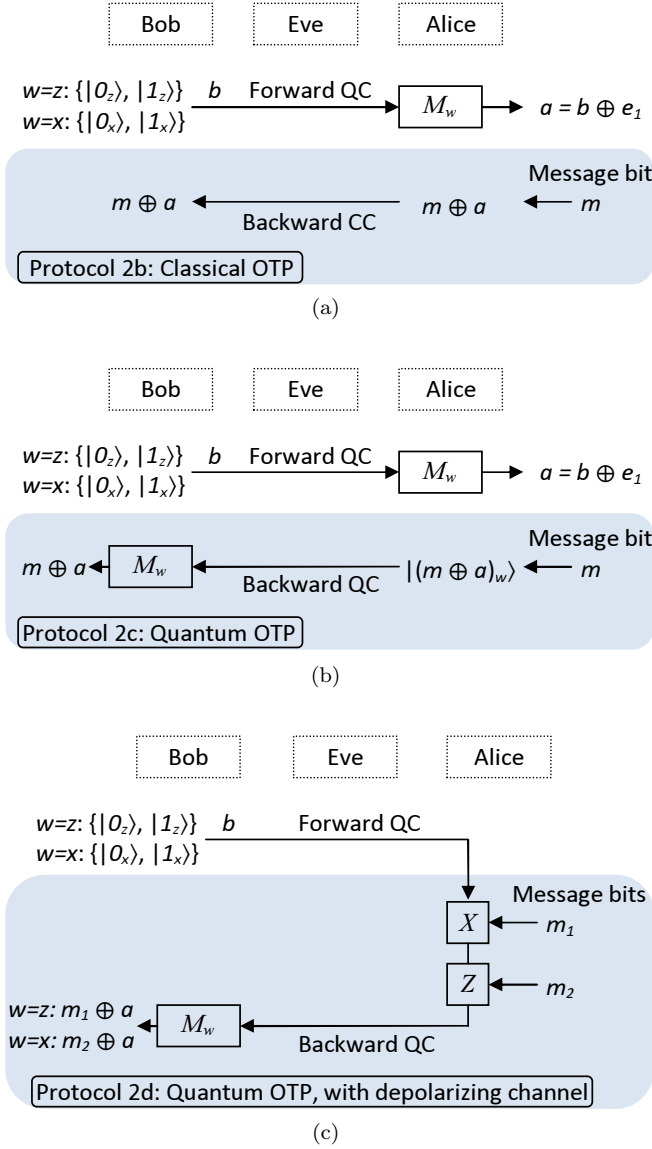 Bob Eve Alice
w=z: {|0z⟩, |1z⟩} b Forward QC Mw a = b ⊕ e1
w=x: {|0x⟩, |1x⟩}
Message bit
m ⊕ a m ⊕ a m
Backward CC
Protocol 2b: Classical OTP
(a)
Bob Eve Alice
w=z: {|0z⟩, |1z⟩} b Forward QC Mw a = b ⊕ e1
w=x: {|0x⟩, |1x⟩}
Message bit
m ⊕ a Mw |(m ⊕ a)w⟩ m
Backward QC
Protocol 2c: Quantum OTP
(b)
Bob Eve Alice
w=z: {|0z⟩, |1z⟩} b Forward QC
w=x: {|0x⟩, |1x⟩}
Message bits
X m1
Z m2
w=z: m1 ⊕ a
w=x: m2 ⊕ a Mw
Backward QC
Protocol 2d: Quantum OTP, with depolarizing channel
(c)